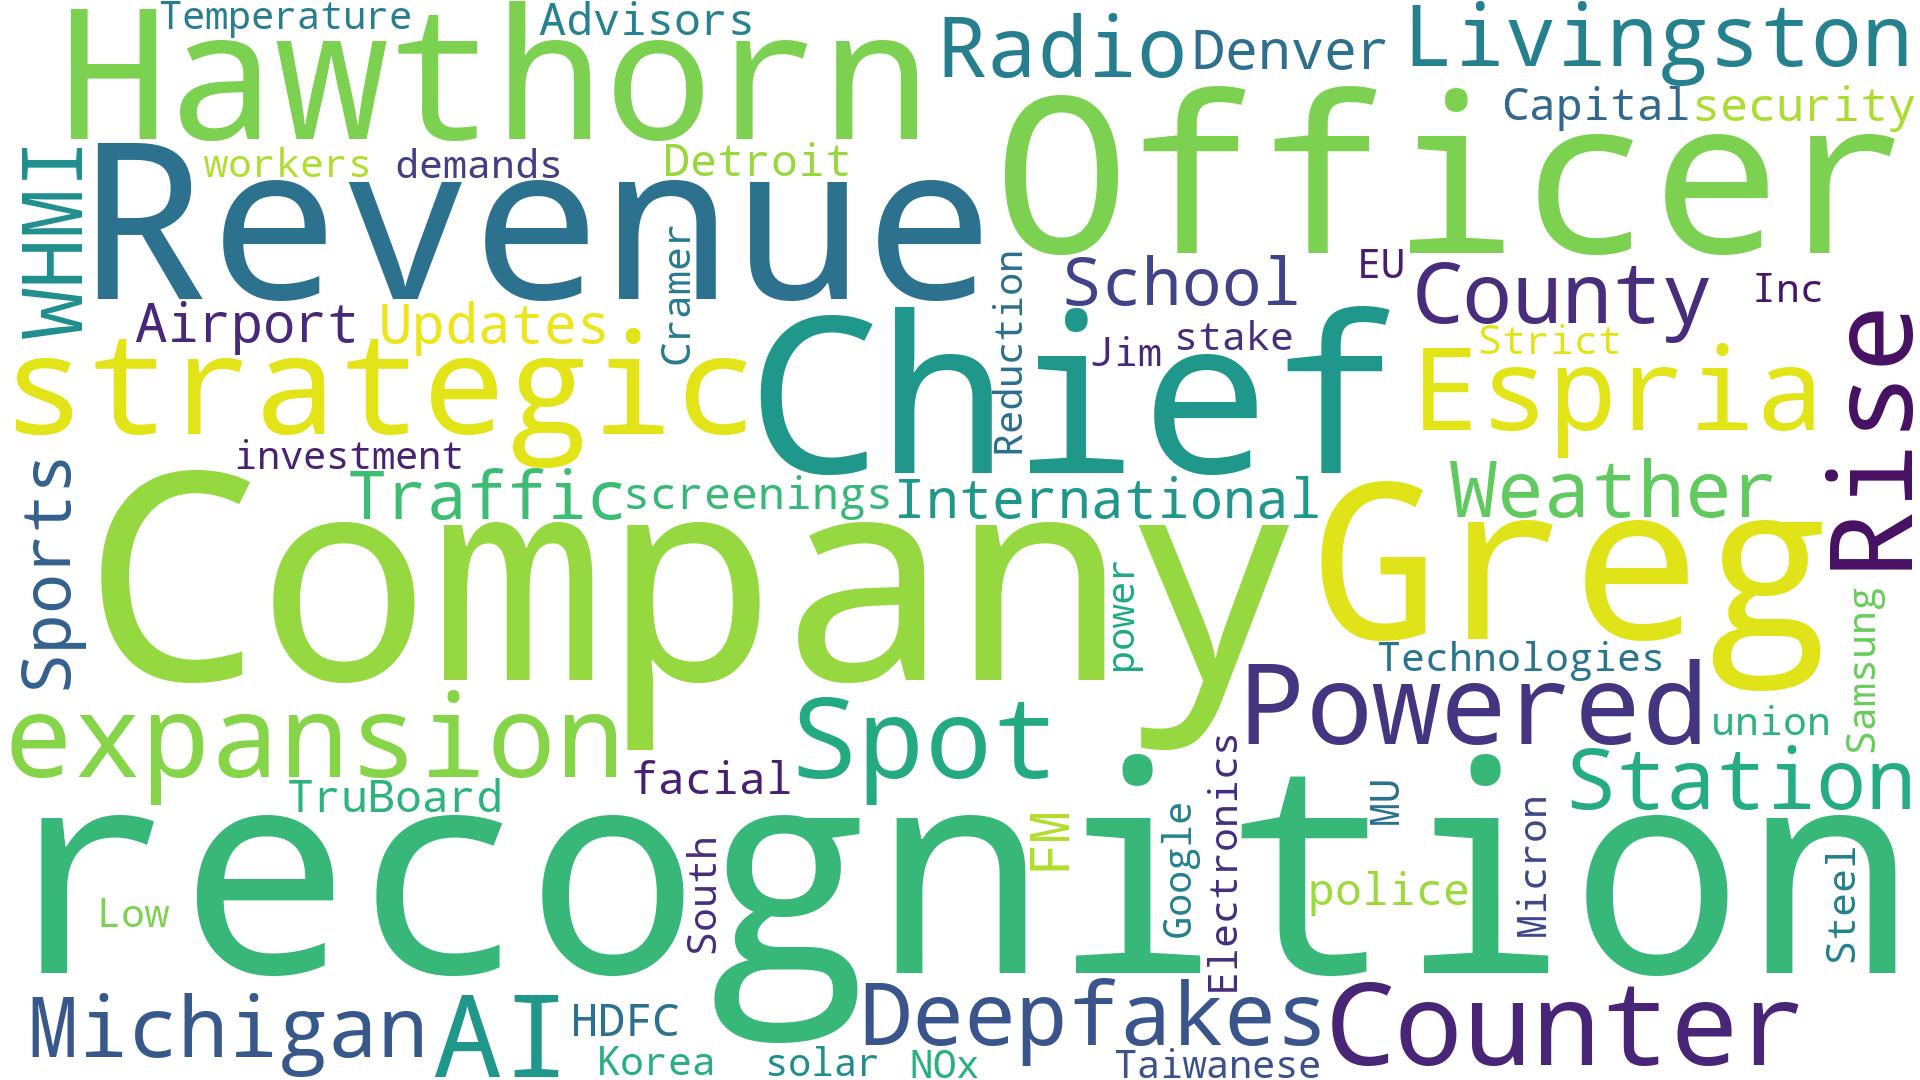 Temperature
Advisors
Hawthorn
Radio
Denver
Livingston
Capital
security
Officer
WHMI
Revenue
workers
demands
Detroit
Cramer
Reduction
School
EU
County
Inc
Airport
Updates
strategic
Chief
Jim
stake
Strict
Espria
Rise
investment
Sports
Traffic
screenings
International
Weather
Company
Greg
power
Technologies
Samsung
Powered
expansion
Spot
union
facial
TruBoard
Electronics
Station
recognition
FM
Google
MU
Micron
police
Steel
South
Low
Michigan
AI
HDFC
Korea
solar
NOx
Deepfakes
Taiwanese
Counter